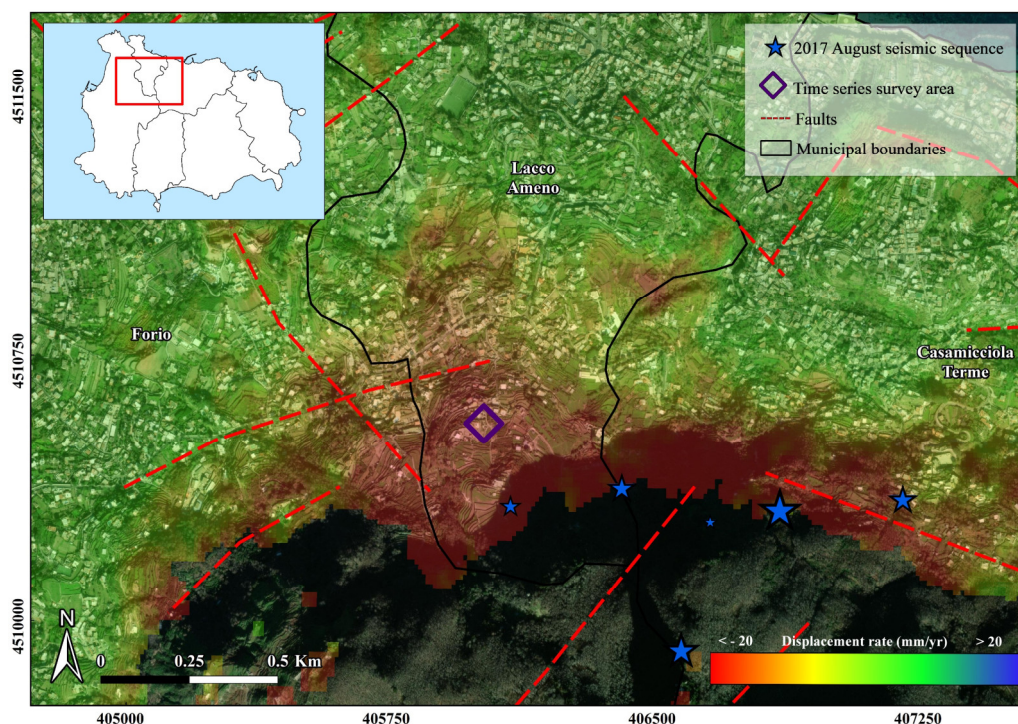 2017 August seismic sequence
Time series survey area
Faults
Municipal boundaries
4511500
4510750
4510000
Lacco
Ameno
Forio
Casamicciola
Terme
N
0 0.25 0.5 Km
< - 20 Displacement rate (mm/yr) > 20
405000 405750 406500 407250